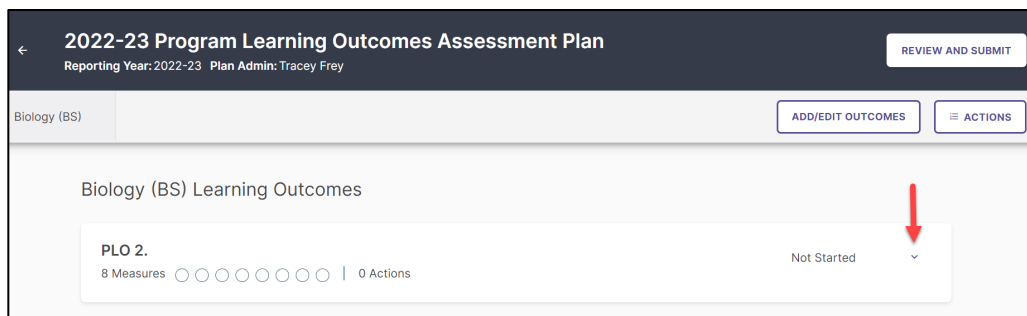 2022-23 Program Learning Outcomes Assessment Plan
Reporting Year: 2022-23 Plan Admin: Tracey Frey
REVIEW AND SUBMIT
Biology (BS)
ADD/EDIT OUTCOMES
ACTIONS
Biology (BS) Learning Outcomes
PLO 2.
8 Measures | 0 Actions
Not Started